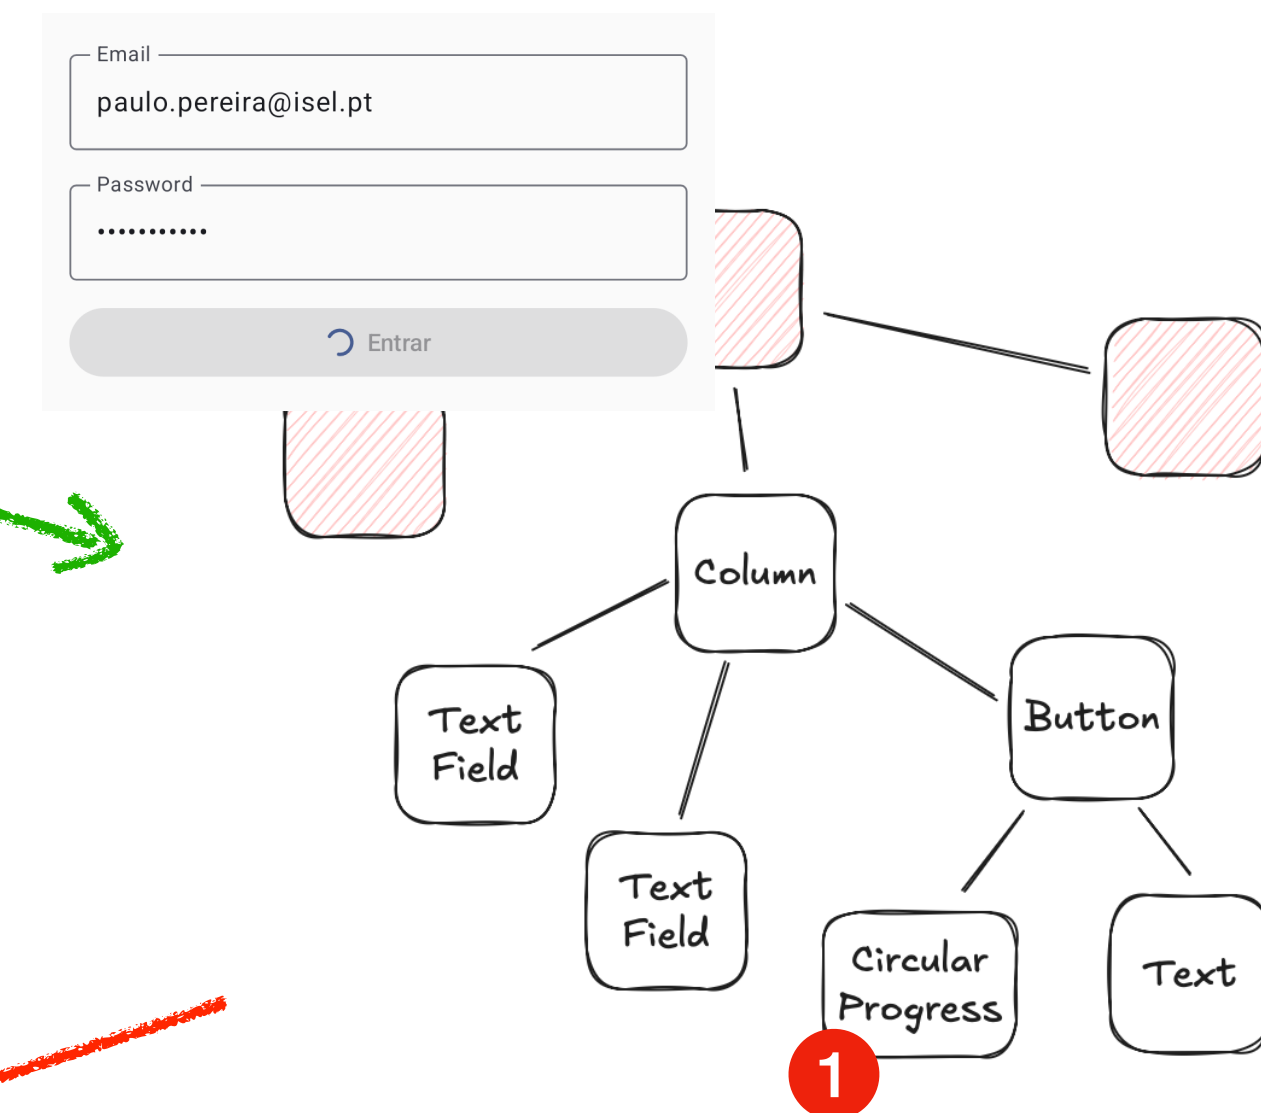 Email
paulo.pereira@isel.pt
Password
•••••••••••
Entrar
Column
Text
Field
Button
Text
Field
Circular
Progress
Text
1